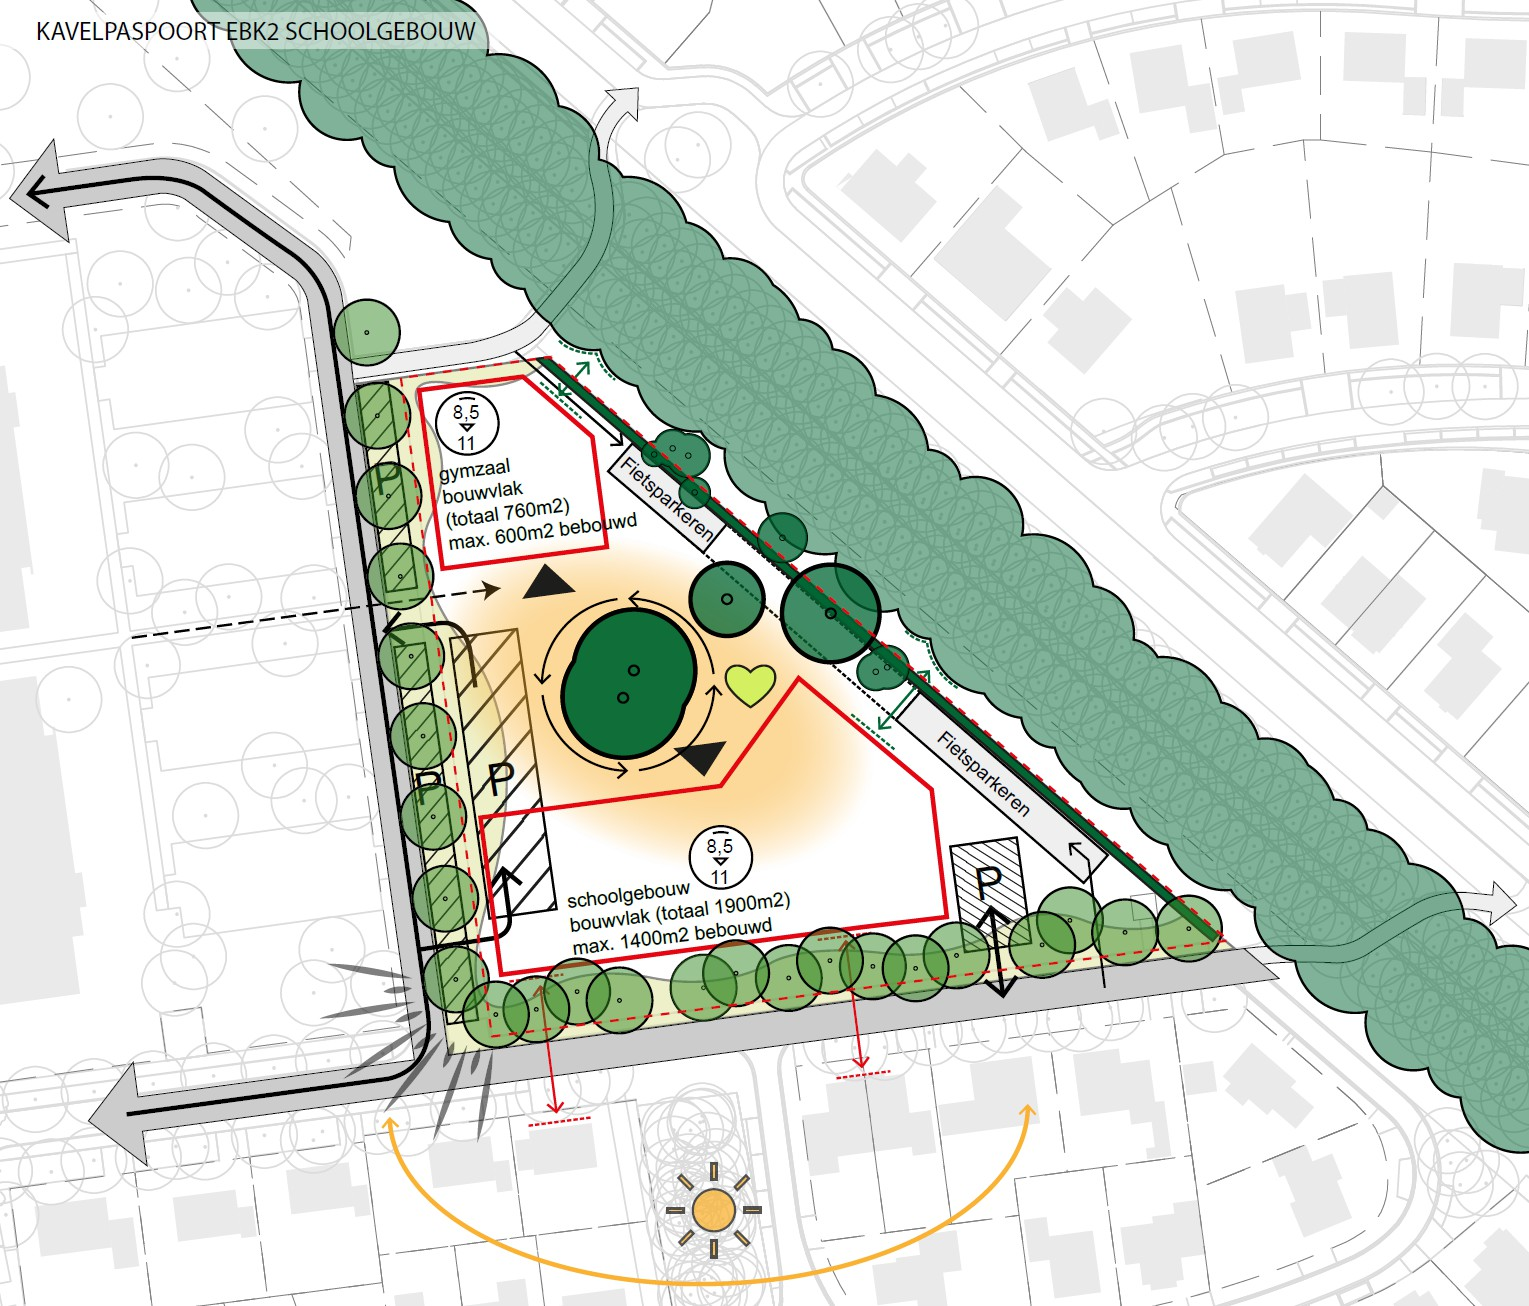 KAVELPASPOORT EBK2 SCHOOLGEBOUW
8,5
11
gymzaal
bouwvlak
(totaal 760m2)
max. 600m2 bebouwd
Fietsparkeren
P
P
P
Fietsparkeren
8,5
11
schoolgebouw
bouwvlak (totaal 1900m2)
max. 1400m2 bebouwd
P